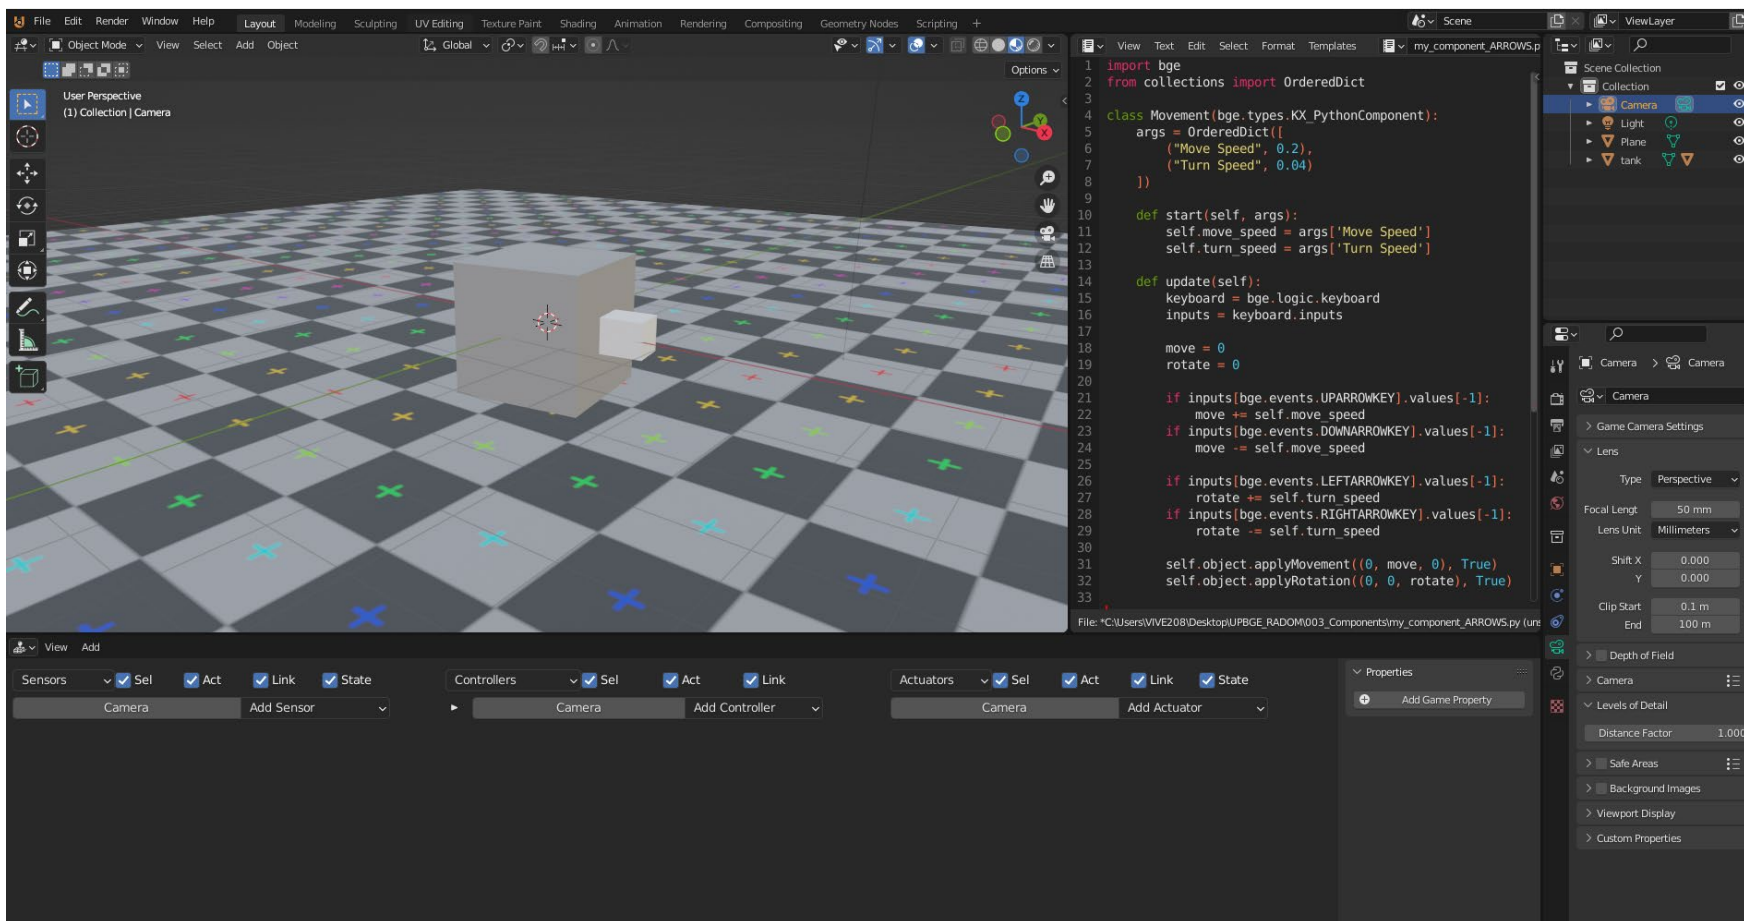 File Edit Render Window Help Layout Modeling Sculpting UV Editing Texture Paint Shading Animation Rendering Compositing Geometry Nodes Scripting + Scene ViewLayer
Object Mode View Select Add Object Global
Options
User Perspective
(1) Collection | Camera
Z
Y
X
View Text Edit Select Format Templates my_component_ARROWS.p
1 import bge
2 from collections import OrderedDict
3
4 class Movement(bge.types.KX_PythonComponent):
5 args = OrderedDict([
6 ("Move Speed", 0.2),
7 ("Turn Speed", 0.04)
8 ])
9
10 def start(self, args):
11 self.move_speed = args['Move Speed']
12 self.turn_speed = args['Turn Speed']
13
14 def update(self):
15 keyboard = bge.logic.keyboard
16 inputs = keyboard.inputs
17
18 move = 0
19 rotate = 0
20
21 if inputs[bge.events.UPARROWKEY].values[-1]:
22 move += self.move_speed
23 if inputs[bge.events.DOWNARROWKEY].values[-1]:
24 move -= self.move_speed
25
26 if inputs[bge.events.LEFTARROWKEY].values[-1]:
27 rotate += self.turn_speed
28 if inputs[bge.events.RIGHTARROWKEY].values[-1]:
29 rotate -= self.turn_speed
30
31 self.object.applyMovement((0, move, 0), True)
32 self.object.applyRotation((0, 0, rotate), True)
33
File: *C:\Users\VIVE208\Desktop\UPBGE_RADOM\003_Components\my_component_ARROWS.py (uns
Scene Collection
Collection
Camera
Light
Plane
tank
Camera > Camera
Camera
Game Camera Settings
Lens
Type Perspective
Focal Lengt 50 mm
Lens Unit Millimeters
Shift X 0.000
Y 0.000
Clip Start 0.1 m
End 100 m
Depth of Field
Camera
Levels of Detail
Distance Factor 1.000
Safe Areas
Background Images
Viewport Display
Custom Properties
View Add
Sensors Sel Act Link State Controllers Sel Act Link Actuators Sel Act Link State
Camera Add Sensor Camera Add Controller Camera Add Actuator
Properties
Add Game Property